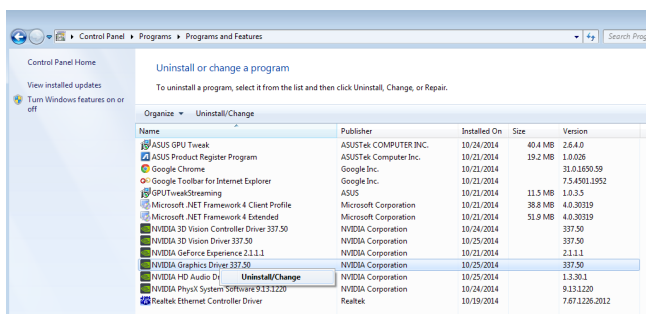 Control Panel ▸ Programs ▸ Programs and Features
Search Prog
Control Panel Home
View installed updates
Turn Windows features on or
off
Uninstall or change a program
To uninstall a program, select it from the list and then click Uninstall, Change, or Repair.
Organize Uninstall/Change
Name Publisher Installed On Size Version
ASUS GPU Tweak ASUSTek COMPUTER INC. 10/24/2014 40.4 MB 2.6.4.0
ASUS Product Register Program ASUSTek Computer Inc. 10/21/2014 19.2 MB 1.0.026
Google Chrome Google Inc. 10/21/2014 31.0.1650.59
Google Toolbar for Internet Explorer Google Inc. 10/21/2014 7.5.4501.1952
GPUTweakStreaming ASUS 10/21/2014 11.5 MB 1.0.3.5
Microsoft .NET Framework 4 Client Profile Microsoft Corporation 10/21/2014 38.8 MB 4.0.30319
Microsoft .NET Framework 4 Extended Microsoft Corporation 10/21/2014 51.9 MB 4.0.30319
NVIDIA 3D Vision Controller Driver 337.50 NVIDIA Corporation 10/24/2014 337.50
NVIDIA 3D Vision Driver 337.50 NVIDIA Corporation 10/25/2014 337.50
NVIDIA GeForce Experience 2.1.1.1 NVIDIA Corporation 10/24/2014 2.1.1.1
NVIDIA Graphics Driver 337.50 NVIDIA Corporation 10/25/2014 337.50
NVIDIA HD Audio Dr NVIDIA Corporation 10/25/2014 1.3.30.1
Uninstall/Change
NVIDIA PhysX System Software 9.13.1220 NVIDIA Corporation 10/24/2014 9.13.1220
Realtek Ethernet Controller Driver Realtek 10/19/2014 7.67.1226.2012